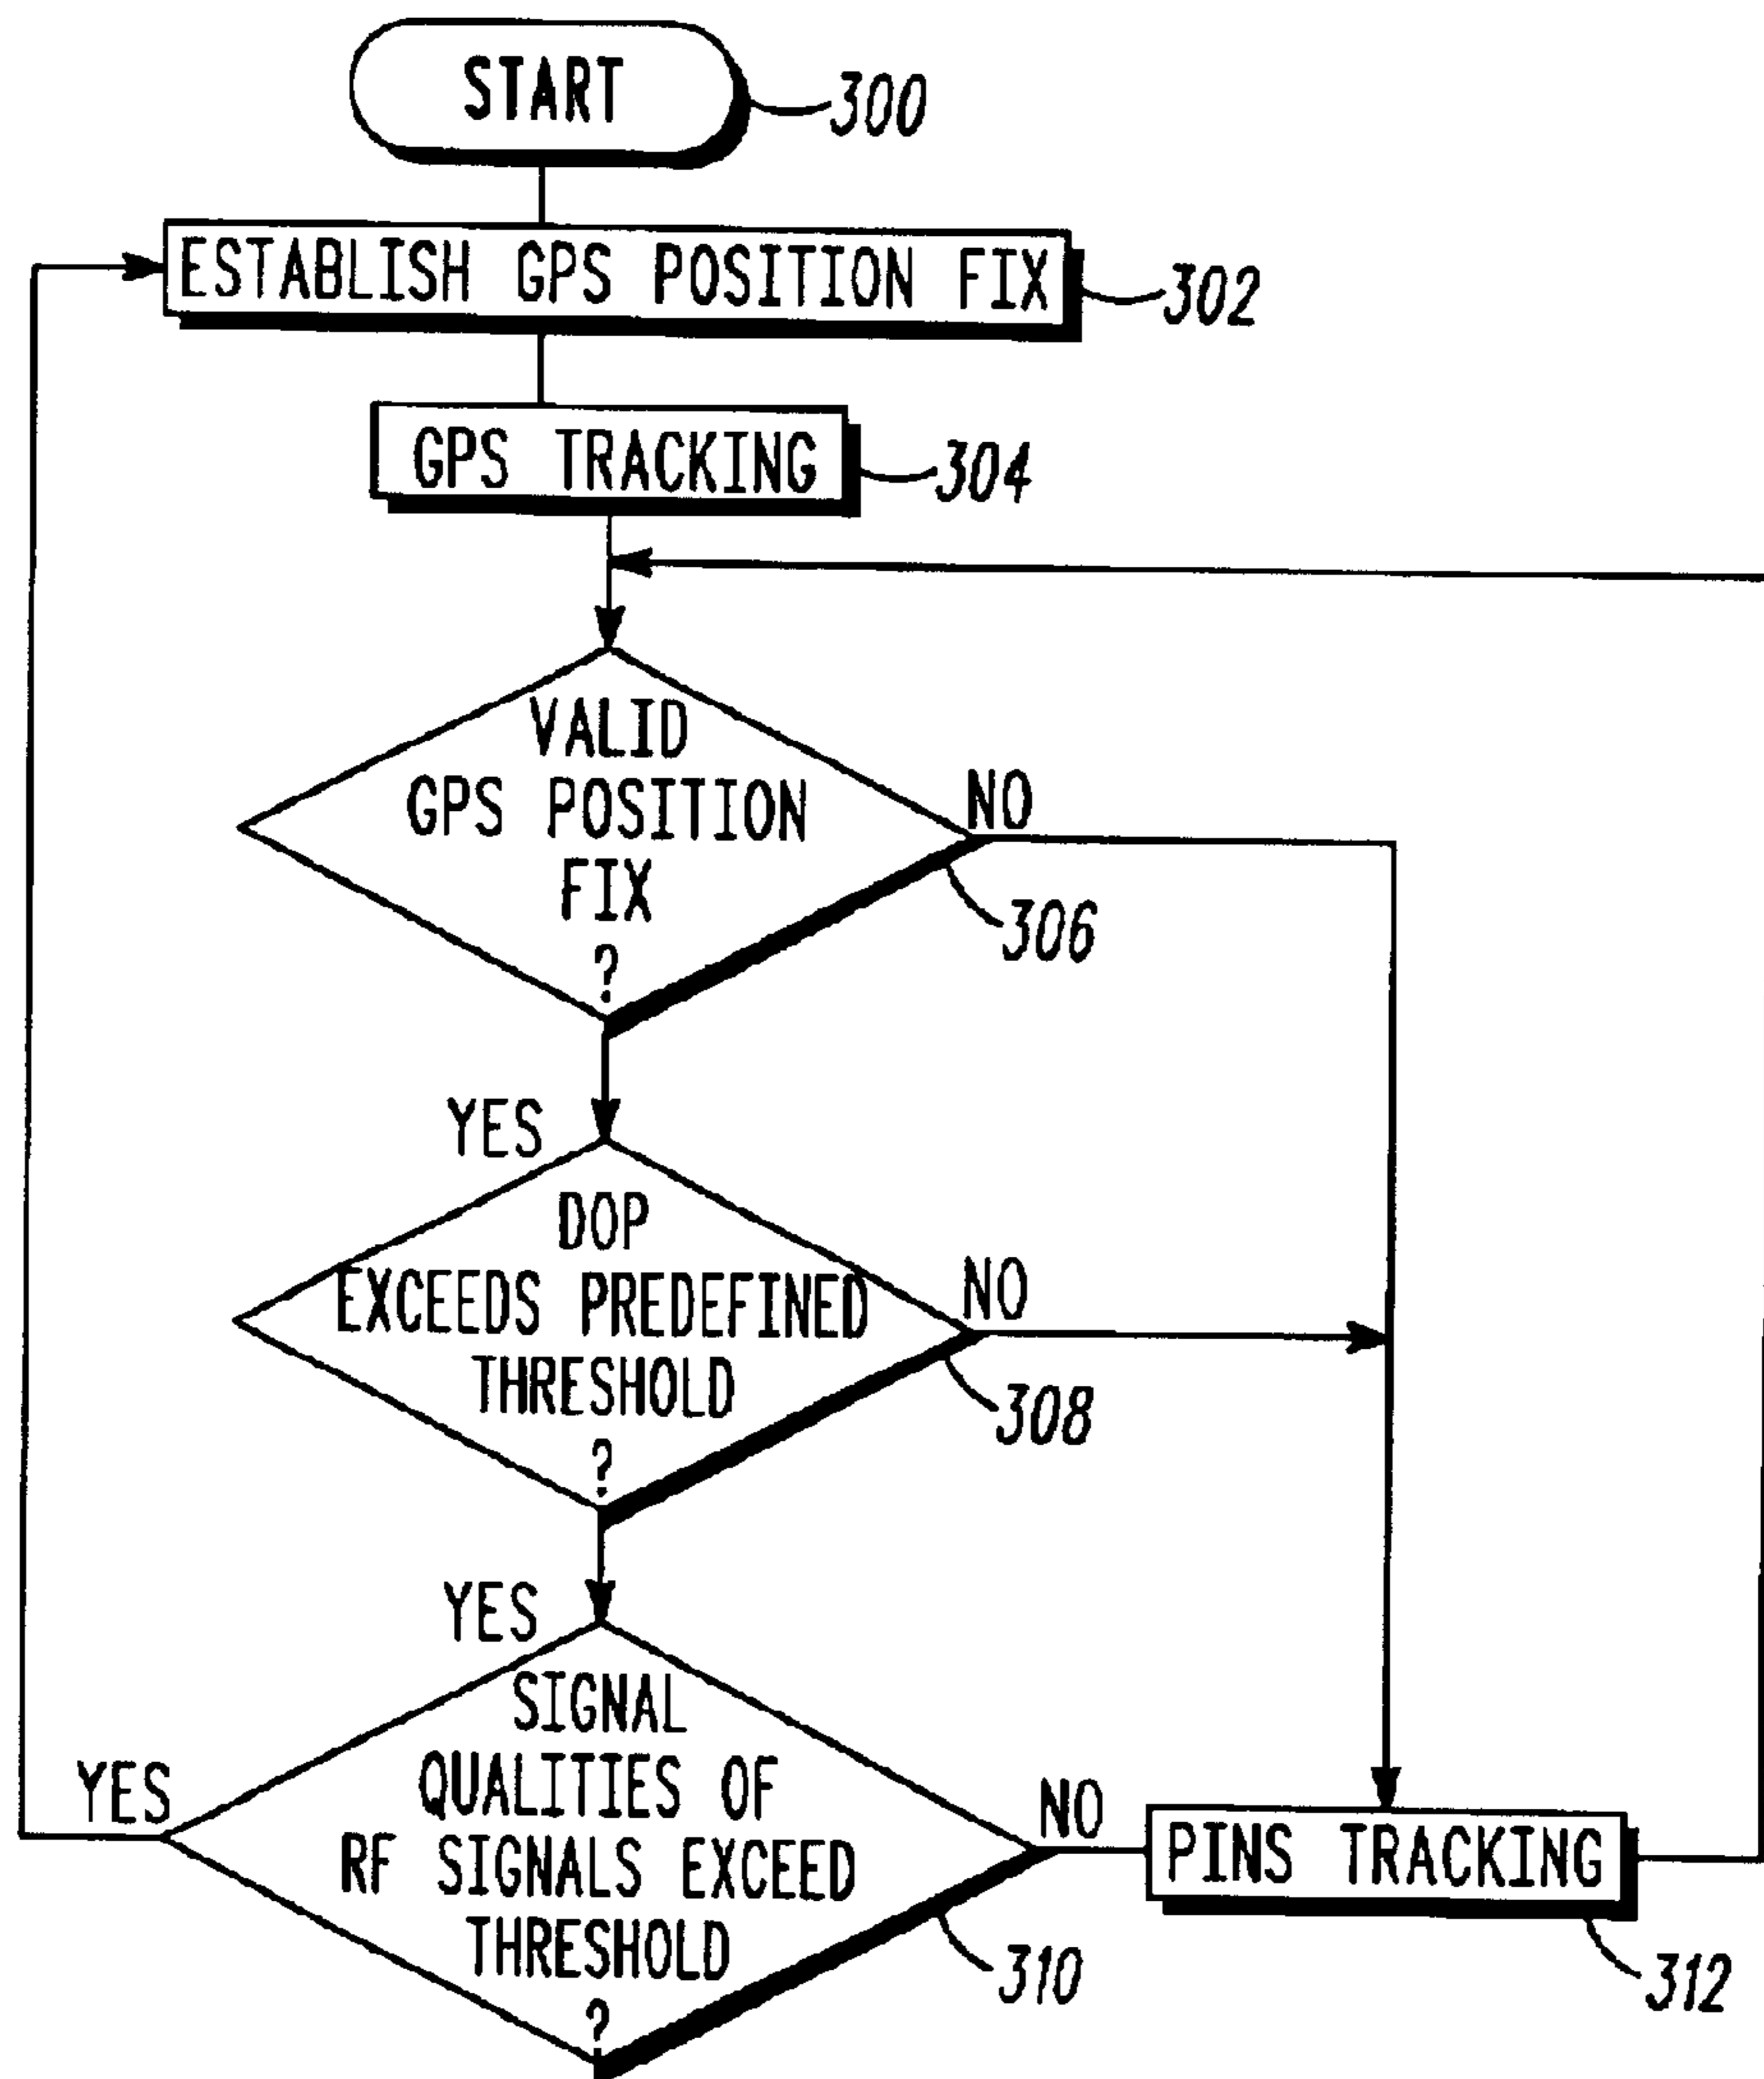 START
300
ESTABLISH GPS POSITION FIX
302
GPS TRACKING
304
VALID
GPS POSITION
FIX
?
NO
306
YES
DOP
EXCEEDS PREDEFINED
THRESHOLD
?
NO
308
YES
SIGNAL
QUALITIES OF
RF SIGNALS EXCEED
THRESHOLD
?
YES
NO
310
PINS TRACKING
312